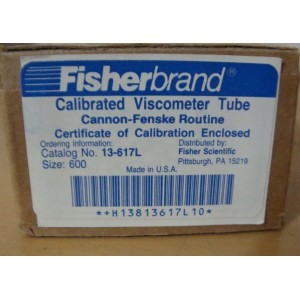 Fisherbrand®
Calibrated Viscometer Tube
Cannon-Fenske Routine
Certificate of Calibration Enclosed
Ordering Information:
Catalog No. 13-617L
Size: 600
Distributed by:
Fisher Scientific
Pittsburgh, PA 15219
Made in U.S.A.
*+H13813617L10*